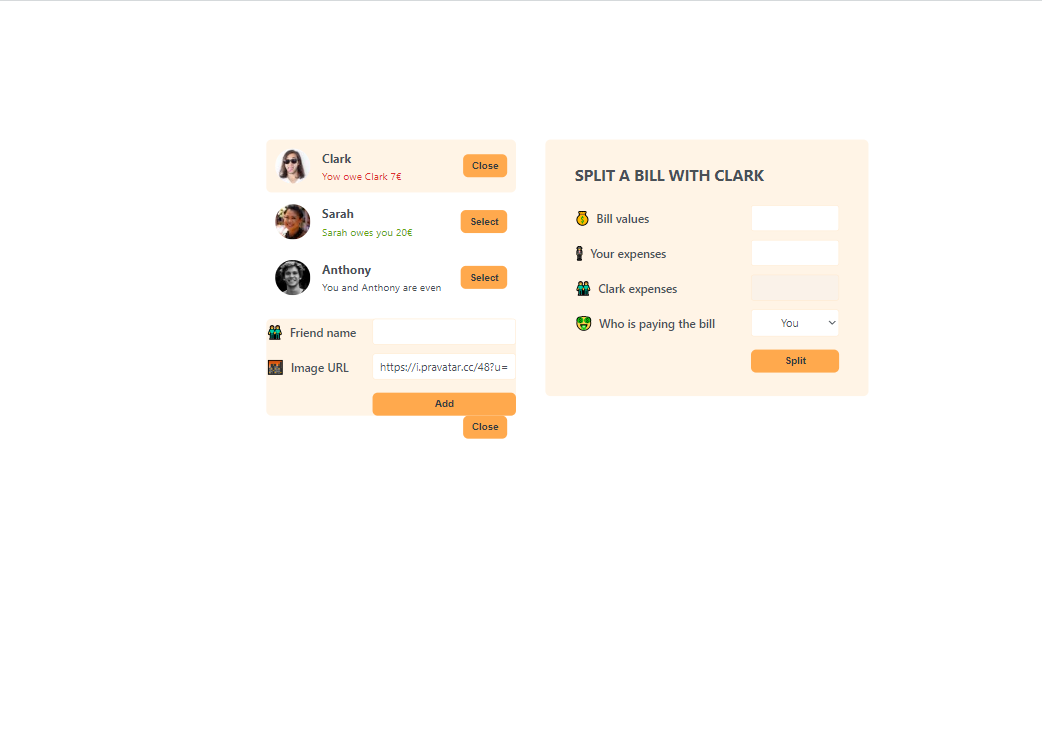 Clark
Yow owe Clark 7€
Close
Sarah
Sarah owes you 20€
Select
Anthony
You and Anthony are even
Select
Friend name
Image URL
https://i.pravatar.cc/48?u=
Add
Close
SPLIT A BILL WITH CLARK
Bill values
Your expenses
Clark expenses
Who is paying the bill
You
Split